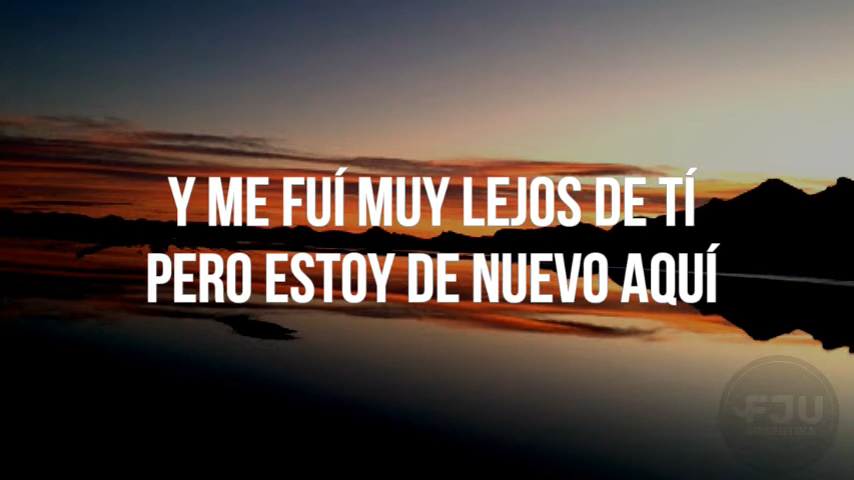 Y ME FUÍ MUY LEJOS DE TÍ
PERO ESTOY DE NUEVO AQUÍ
FJU